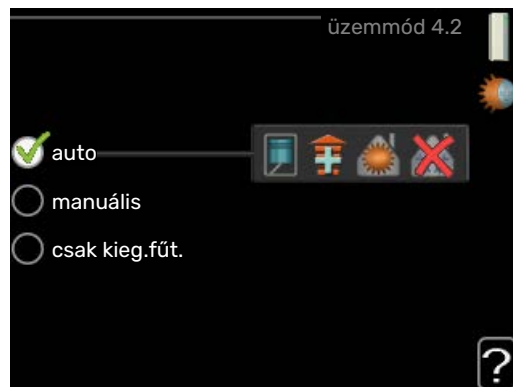 üzemmód 4.2
auto
manuális
csak kieg.fűt.
?